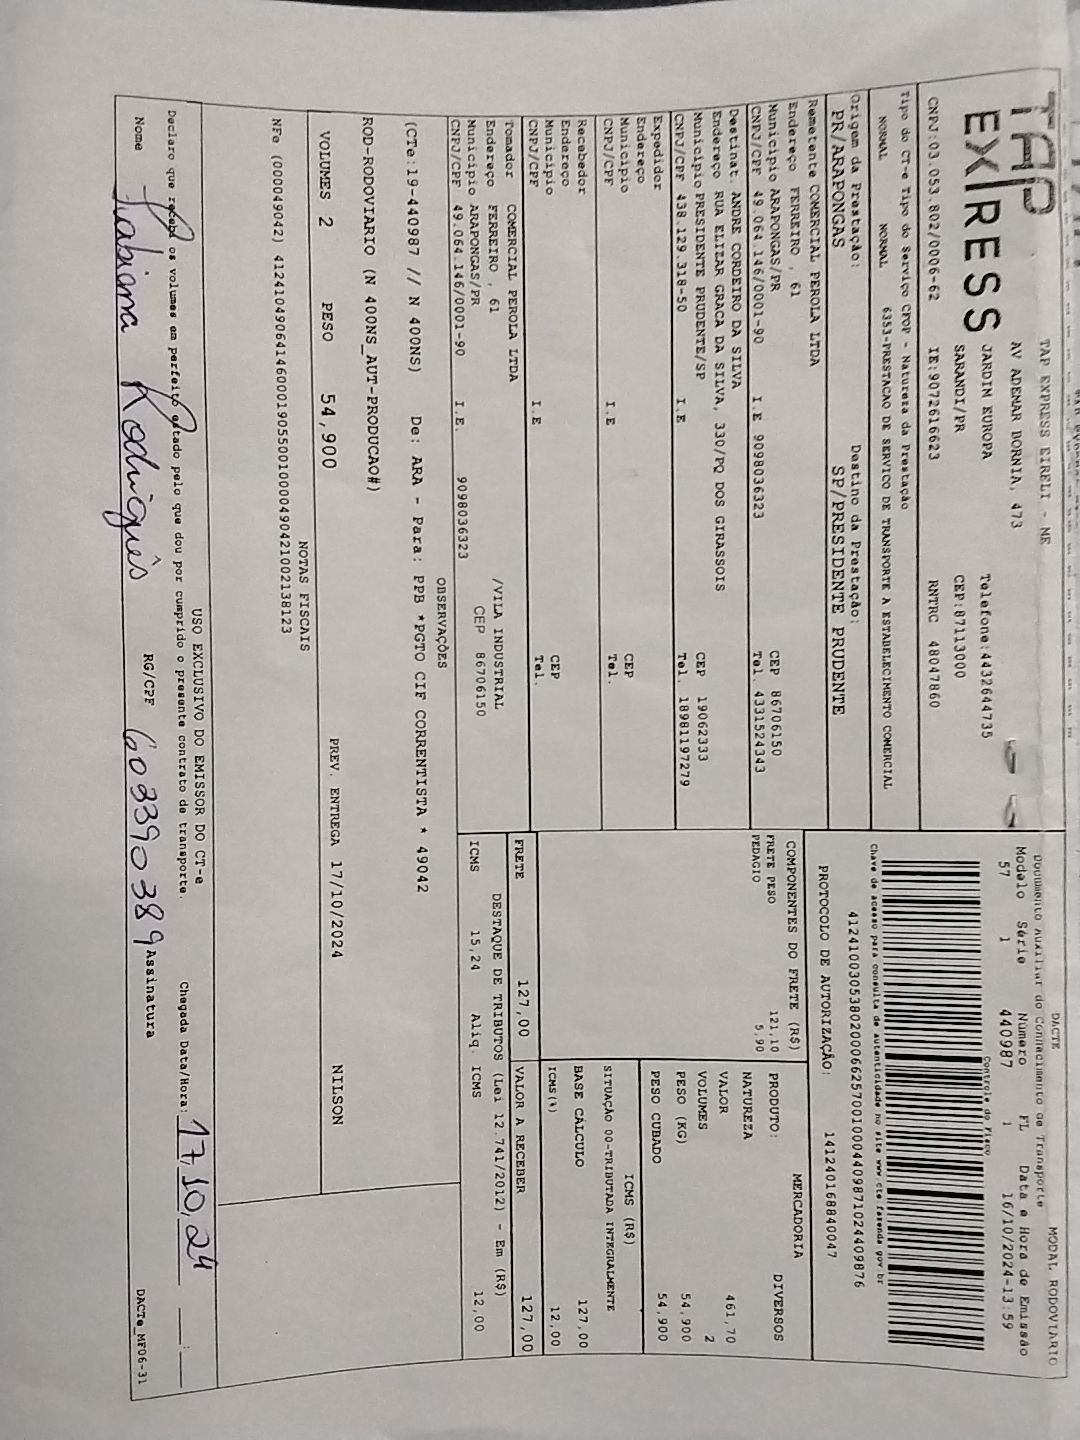 TAP
EXPRESS
TAP EXPRESS EIRELI - ME
AV ADEMAR BORNIA, 473
JARDIM EUROPA
SARANDI/PR
Telefone:4432644735
CEP:87113000
CNPJ:03.053.802/0006-62 IE:9072616623 RNTRC 48047860
Tipo do CT-e Tipo do Serviço CFOP - Natureza da Prestação
NORMAL NORMAL 6353-PRESTACAO DE SERVICO DE TRANSPORTE A ESTABELECIMENTO COMERCIAL
Origem da Prestação: Destino da Prestação:
PR/ARAPONGAS SP/PRESIDENTE PRUDENTE
Remetente COMERCIAL PEROLA LTDA
Endereço FERREIRO , 61
Município ARAPONGAS/PR CEP 86706150
CNPJ/CPF 49.064.146/0001-90 I.E 9098036323 Tel. 4331524343
Destinat. ANDRE CORDEIRO DA SILVA
Endereço RUA ELIZAR GRACA DA SILVA, 330/PQ DOS GIRASSOIS
Município PRESIDENTE PRUDENTE/SP CEP 19062333
CNPJ/CPF 438.129.318-50 I.E Tel. 18981197279
Expedidor
Endereço
Município CEP
CNPJ/CPF I.E Tel.
Recebedor
Endereço
Município CEP
CNPJ/CPF I.E Tel.
Tomador COMERCIAL PEROLA LTDA
Endereço FERREIRO , 61 /VILA INDUSTRIAL
Município ARAPONGAS/PR CEP 86706150
CNPJ/CPF 49.064.146/0001-90 I.E. 9098036323
DACTE MODAL RODOVIARIO
Documento Auxiliar do Conhecimento de Transporte
Modelo Série Número FL Data e Hora de Emissão
57 1 440987 1 16/10/2024-13:59
Controle do Fisco
Chave de acesso para consulta de autenticidade no site www.cte.fazenda.gov.br
41241003053802000662570010004409871024409876
PROTOCOLO DE AUTORIZAÇÃO: 141240168840047
COMPONENTES DO FRETE (R$)
FRETE PESO 121,10
PEDAGIO 5,90
MERCADORIA
PRODUTO: DIVERSOS
NATUREZA
VALOR 461,70
VOLUMES 2
PESO (KG) 54,900
PESO CUBADO 54,900
ICMS (R$)
SITUAÇÃO 00-TRIBUTADA INTEGRALMENTE
BASE CÁLCULO 127,00
ICMS(%) 12,00
FRETE 127,00 VALOR A RECEBER 127,00
DESTAQUE DE TRIBUTOS (Lei 12.741/2012) - Em (R$)
ICMS 15,24 Aliq. ICMS 12,00
OBSERVAÇÕES
(CTe:19-440987 // N 400NS) De: ARA - Para: PPB *PGTO CIF CORRENTISTA * 49042
ROD-RODOVIARIO (N 400NS_AUT-PRODUCAO#)
VOLUMES 2 PESO 54,900 PREV. ENTREGA 17/10/2024 NILSON
NOTAS FISCAIS
NFe (000049042) 41241049064146000190550010000490421002138123
USO EXCLUSIVO DO EMISSOR DO CT-e
Declaro que recebi os volumes em perfeito estado pelo que dou por cumprido o presente contrato de transporte. Chegada Data/Hora: 17,10,24 __:__
Nome Fabiana Rodriguês RG/CPF 603390389 Assinatura DACTe_MF06-31